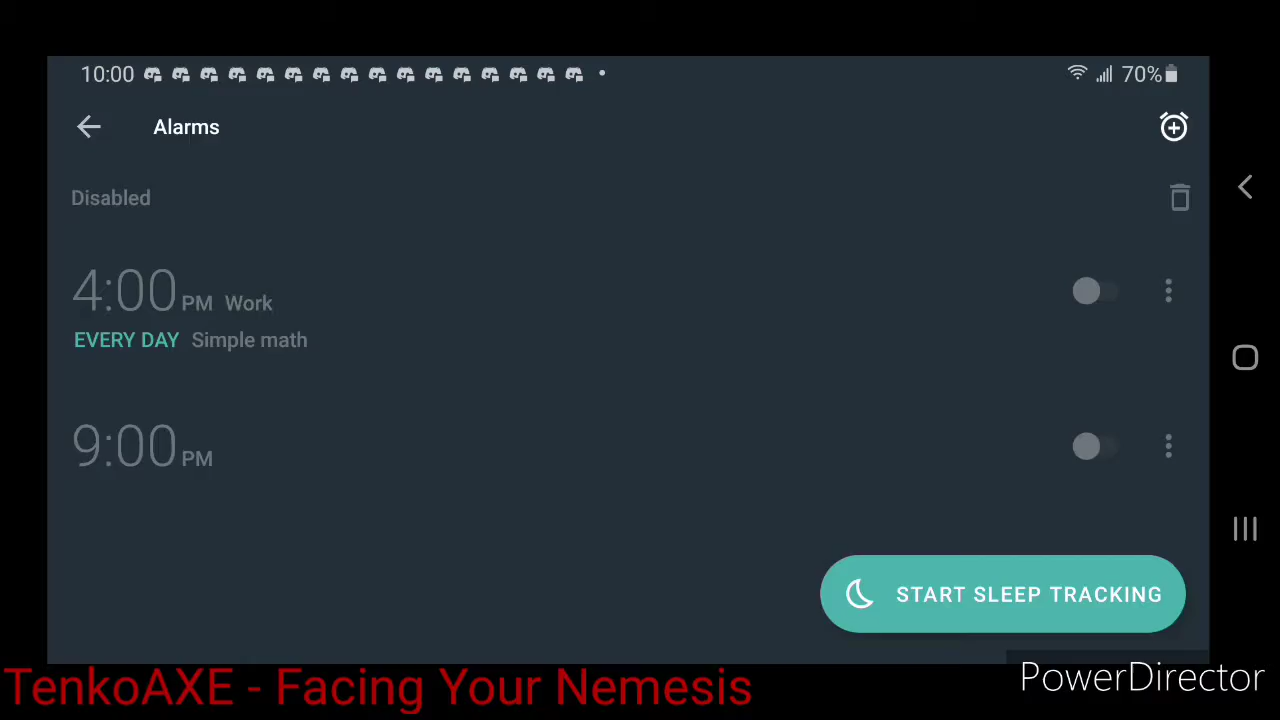 10:00 70%
Alarms
Disabled
4:00 PM Work
EVERY DAY Simple math
9:00 PM
START SLEEP TRACKING
TenkoAXE - Facing Your Nemesis
PowerDirector